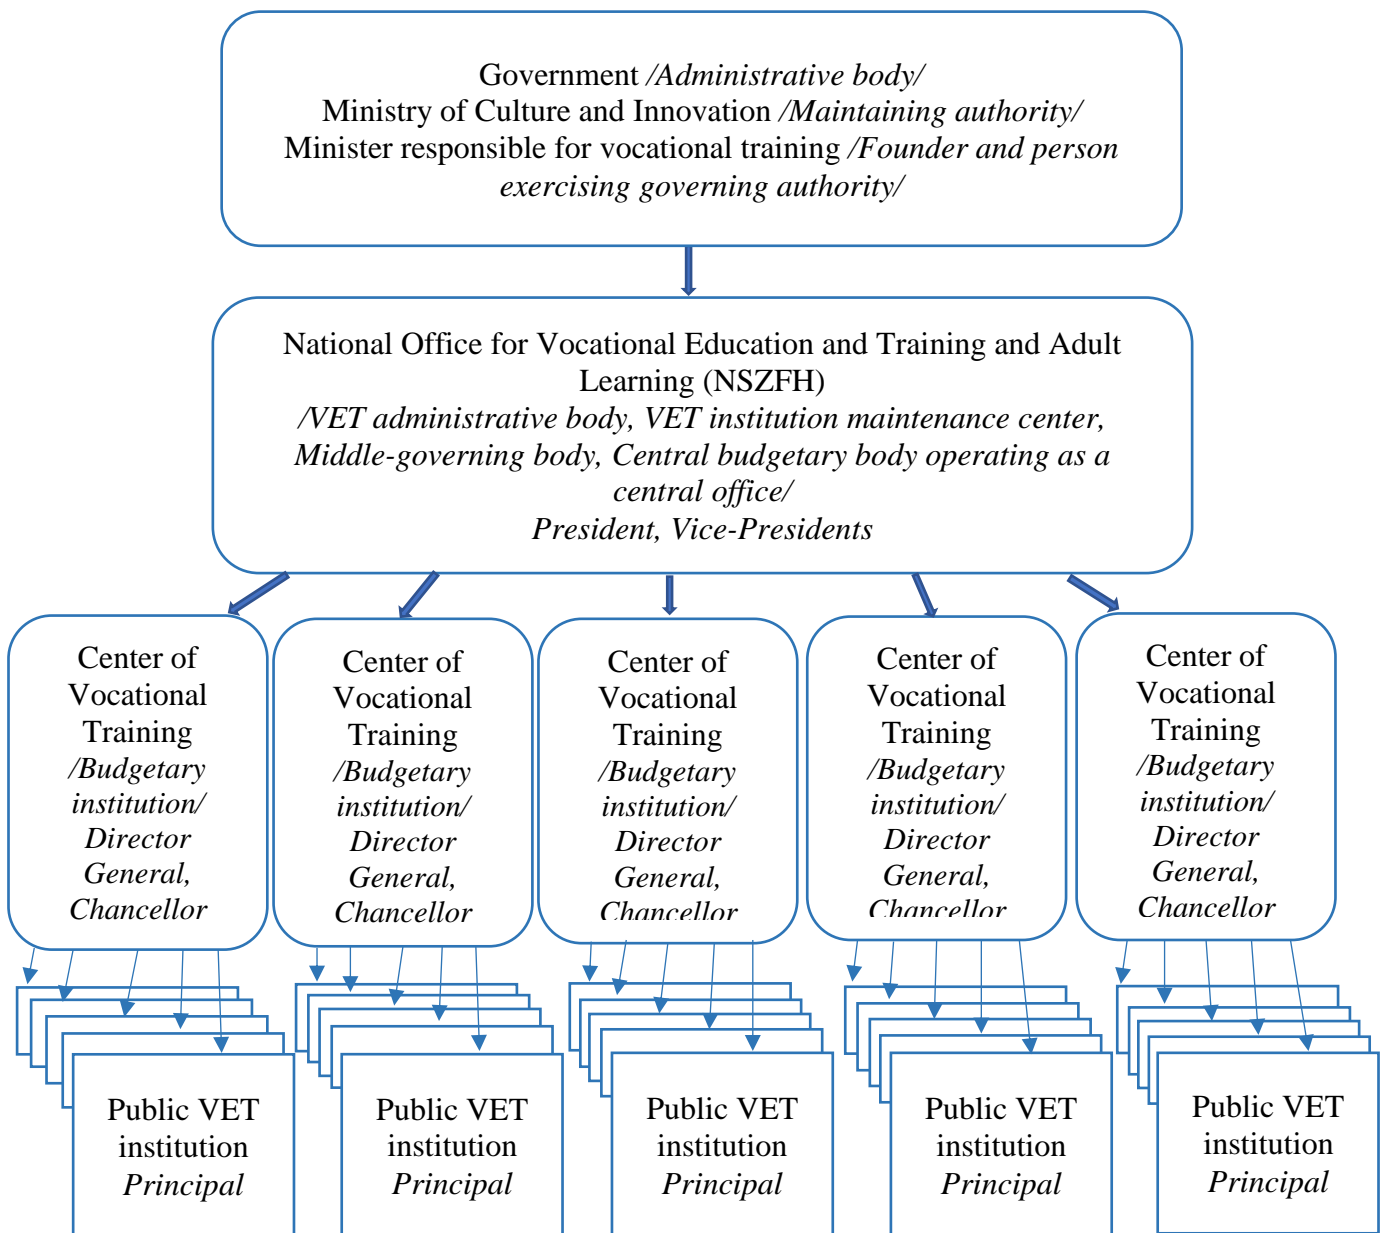 Government /Administrative body/
Ministry of Culture and Innovation /Maintaining authority/
Minister responsible for vocational training /Founder and person
exercising governing authority/
National Office for Vocational Education and Training and Adult
Learning (NSZFH)
/VET administrative body, VET institution maintenance center,
Middle-governing body, Central budgetary body operating as a
central office/
President, Vice-Presidents
Center of
Vocational
Training
/Budgetary
institution/
Director
General,
Chancellor
Center of
Vocational
Training
/Budgetary
institution/
Director
General,
Chancellor
Center of
Vocational
Training
/Budgetary
institution/
Director
General,
Chancellor
Center of
Vocational
Training
/Budgetary
institution/
Director
General,
Chancellor
Center of
Vocational
Training
/Budgetary
institution/
Director
General,
Chancellor
Public VET
institution
Principal
Public VET
institution
Principal
Public VET
institution
Principal
Public VET
institution
Principal
Public VET
institution
Principal